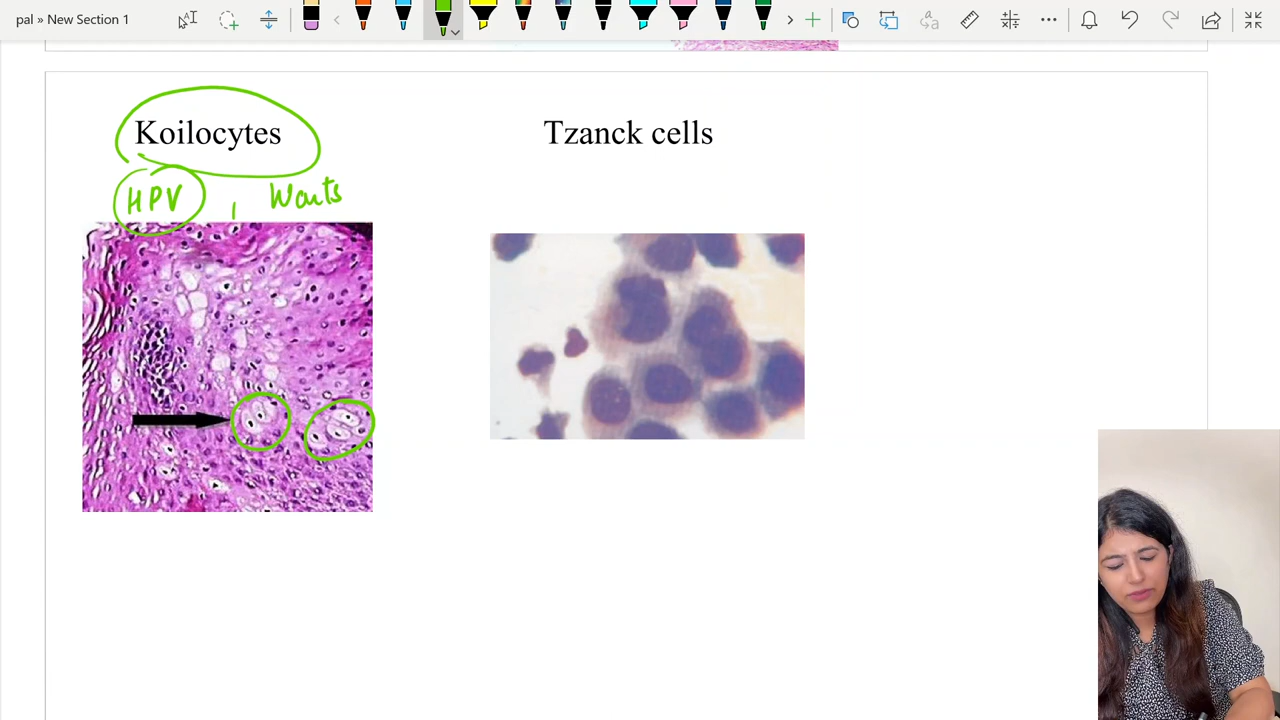 pal » New Section 1
Koilocytes
Tzanck cells
HPV , Warts